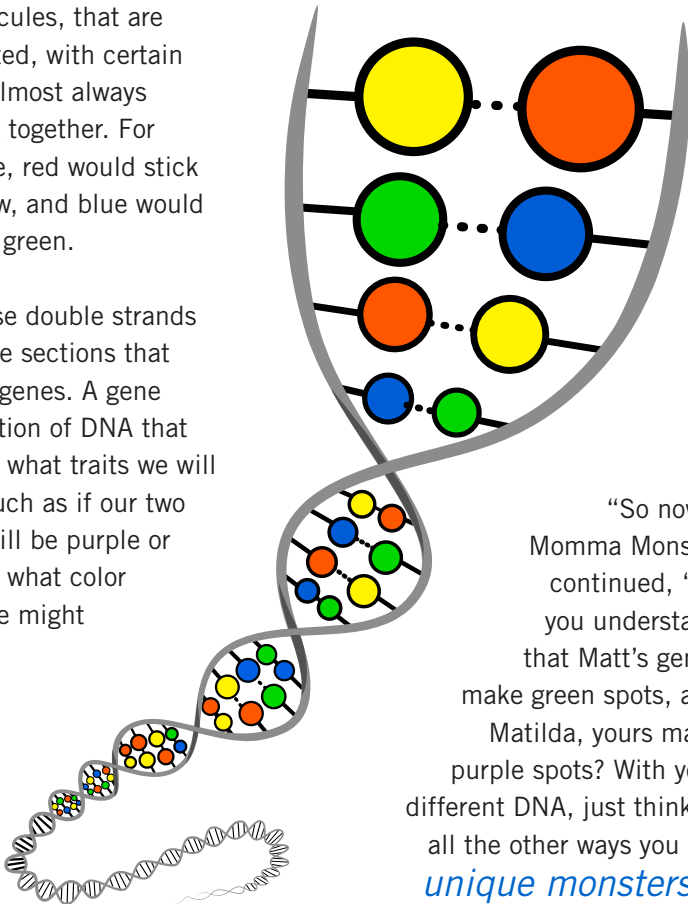 cules, that are
ted, with certain
lmost always
together. For
e, red would stick
w, and blue would
green.
se double strands
e sections that
genes. A gene
tion of DNA that
what traits we will
uch as if our two
ill be purple or
what color
e might
“So now
Momma Mons
continued, “
you understa
that Matt’s gen
make green spots, a
Matilda, yours ma
purple spots? With yo
different DNA, just think
all the other ways you
unique monsters